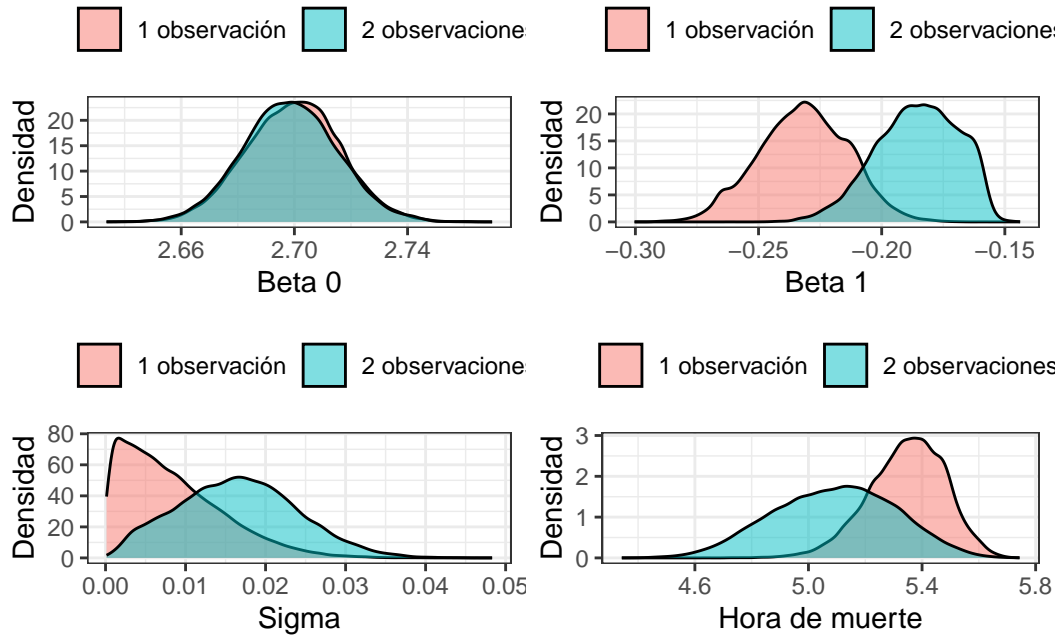 1 observación 2 observaciones
Densidad
20
15
10
5
0
2.66 2.70 2.74
Beta 0
1 observación 2 observaciones
Densidad
20
15
10
5
0
−0.30 −0.25 −0.20 −0.15
Beta 1
1 observación 2 observaciones
Densidad
80
60
40
20
0
0.00 0.01 0.02 0.03 0.04 0.05
Sigma
1 observación 2 observaciones
Densidad
3
2
1
0
4.6 5.0 5.4 5.8
Hora de muerte